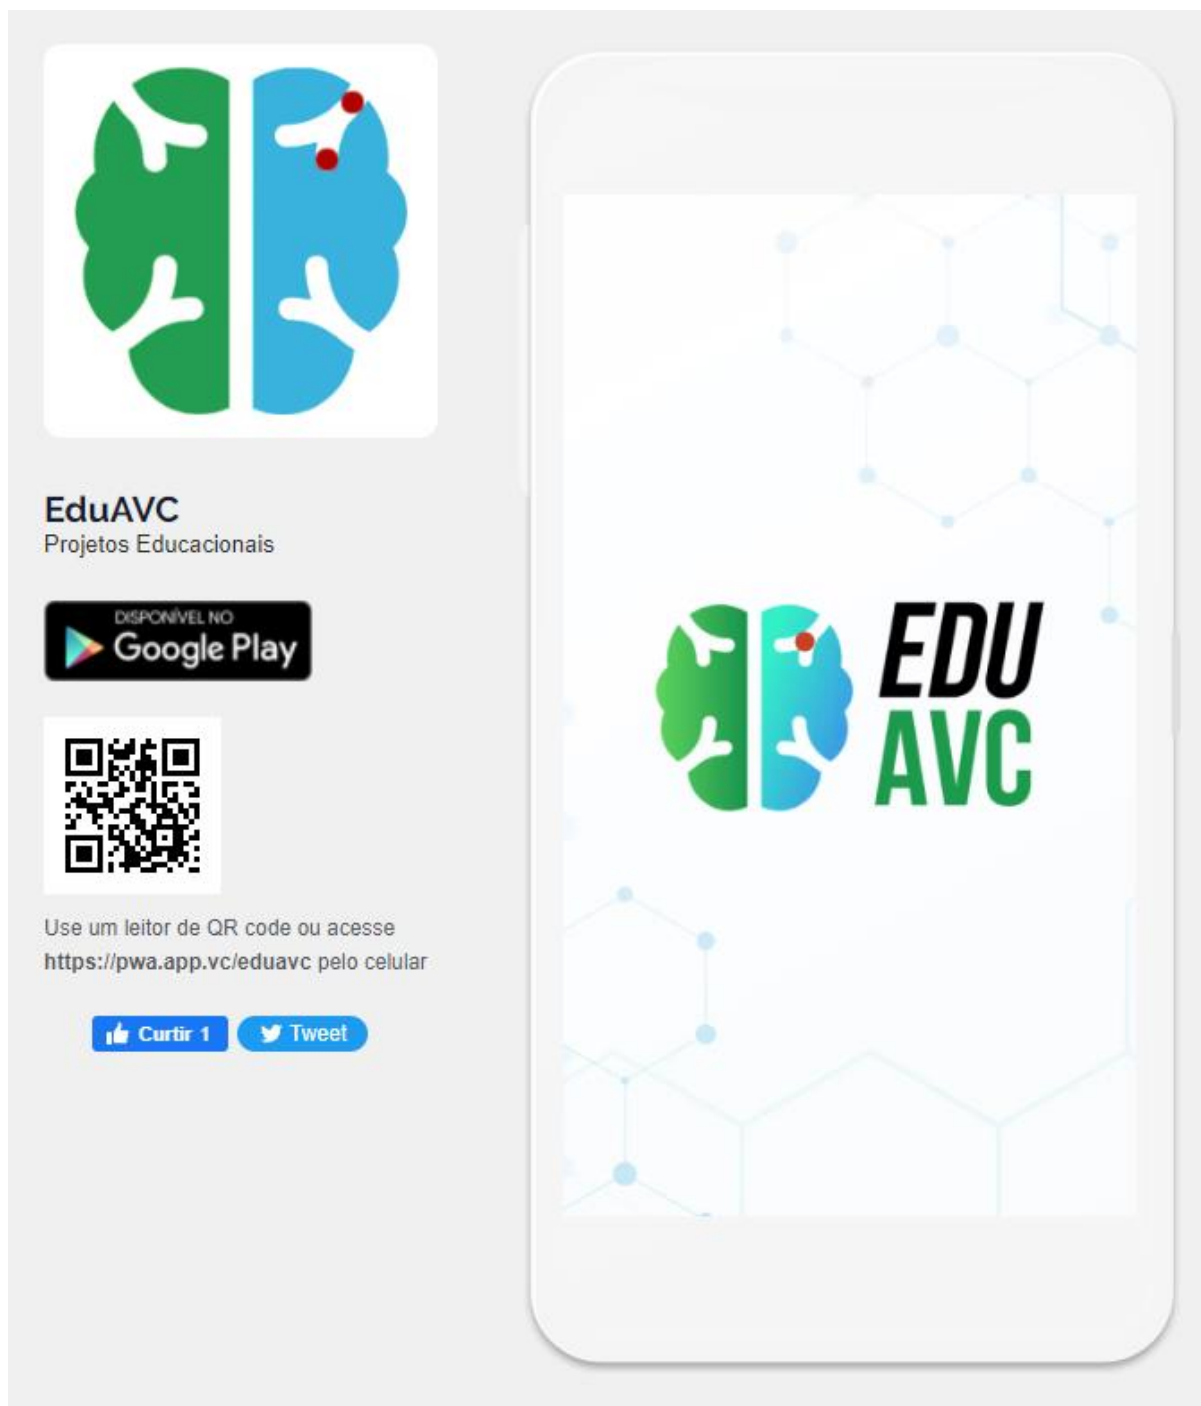 EduAVC
Projetos Educacionais
DISPONÍVEL NO
Google Play
Use um leitor de QR code ou acesse
https://pwa.app.vc/eduavc pelo celular
Curtir 1
Tweet
EDU
AVC